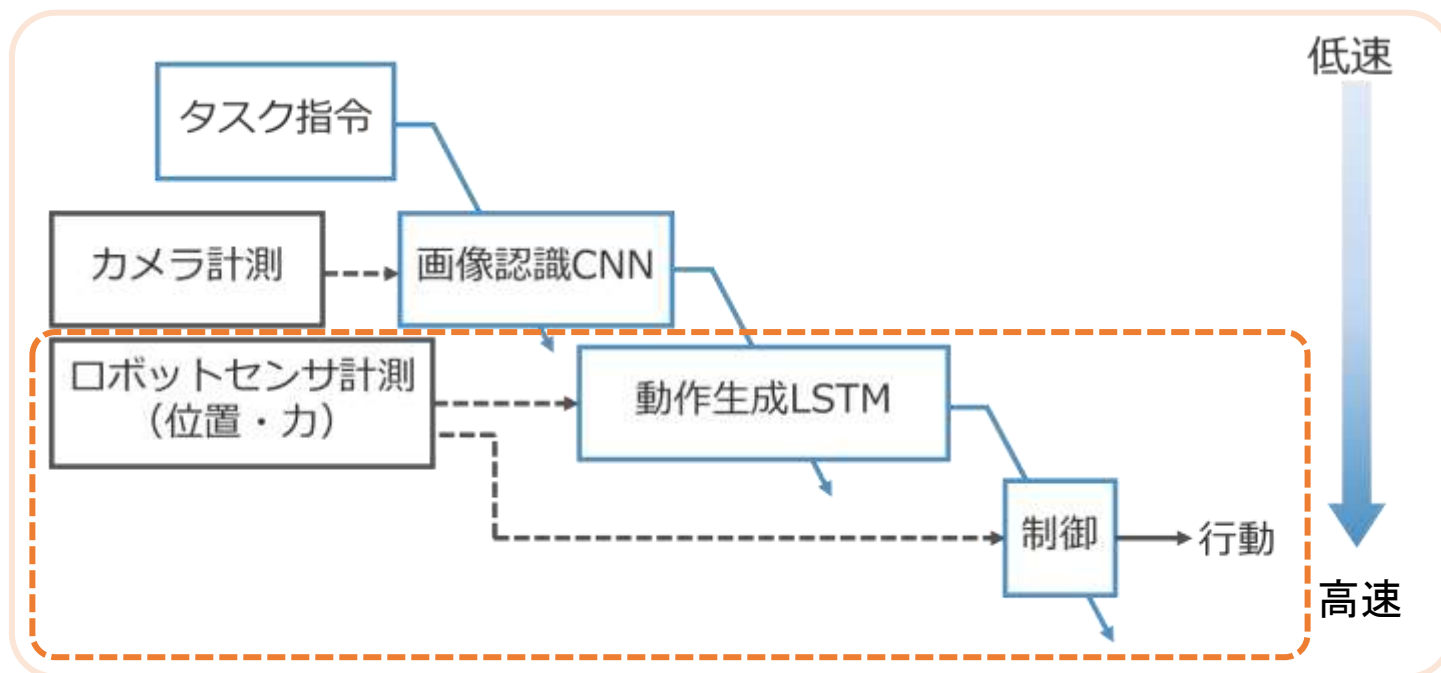 低速
タスク指令
カメラ計測
画像認識CNN
ロボットセンサ計測
（位置・力）
動作生成LSTM
制御
行動
高速